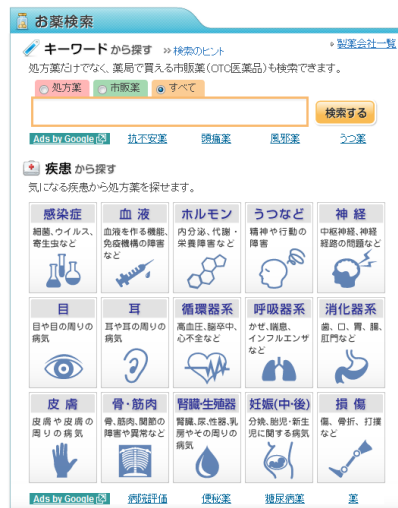 お薬検索
キーワードから探す »検索のヒント
製薬会社一覧
処方薬だけでなく、薬局で買える市販薬(OTC医薬品)も検索できます。
処方薬 市販薬 すべて
検索する
Ads by Google 抗不安薬 頭痛薬 風邪薬 うつ薬
疾患から探す
気になる疾患から処方薬を探せます。
感染症
細菌、ウイルス、
寄生虫など
血液
血液を作る機能、
免疫機構の障害
など
ホルモン
内分泌、代謝・
栄養障害など
うつなど
精神や行動の
障害
神経
中枢神経、神経
経路の問題など
目
目や目の周りの
病気
耳
耳や耳の周りの
病気
循環器系
高血圧、脳卒中、
心不全など
呼吸器系
かぜ、喘息、
インフルエンザ
など
消化器系
歯、口、胃、腸、
肛門など
皮膚
皮膚や皮膚の
周りの病気
骨・筋肉
骨、筋肉、関節の
障害や異常など
腎臓・生殖器
腎臓、尿、性器、乳
房やその周りの
病気
妊娠(中・後)
分娩、胎児・新生
児に関する病気
損傷
傷、骨折、打撲
など
Ads by Google 病院評価 便秘薬 糖尿病薬 薬